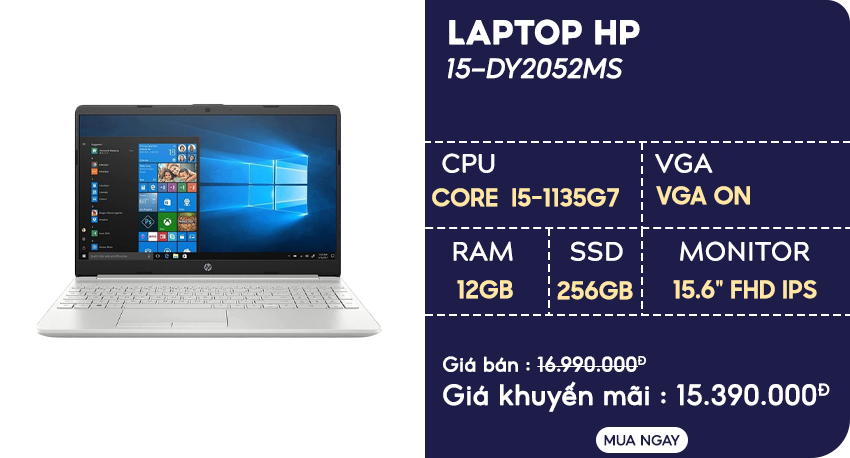 LAPTOP HP
15-DY2052MS
CPU
CORE I5-1135G7
VGA
VGA ON
RAM
12GB
SSD
256GB
MONITOR
15.6" FHD IPS
Giá bán : 16.990.000Đ
Giá khuyến mãi : 15.390.000Đ
MUA NGAY